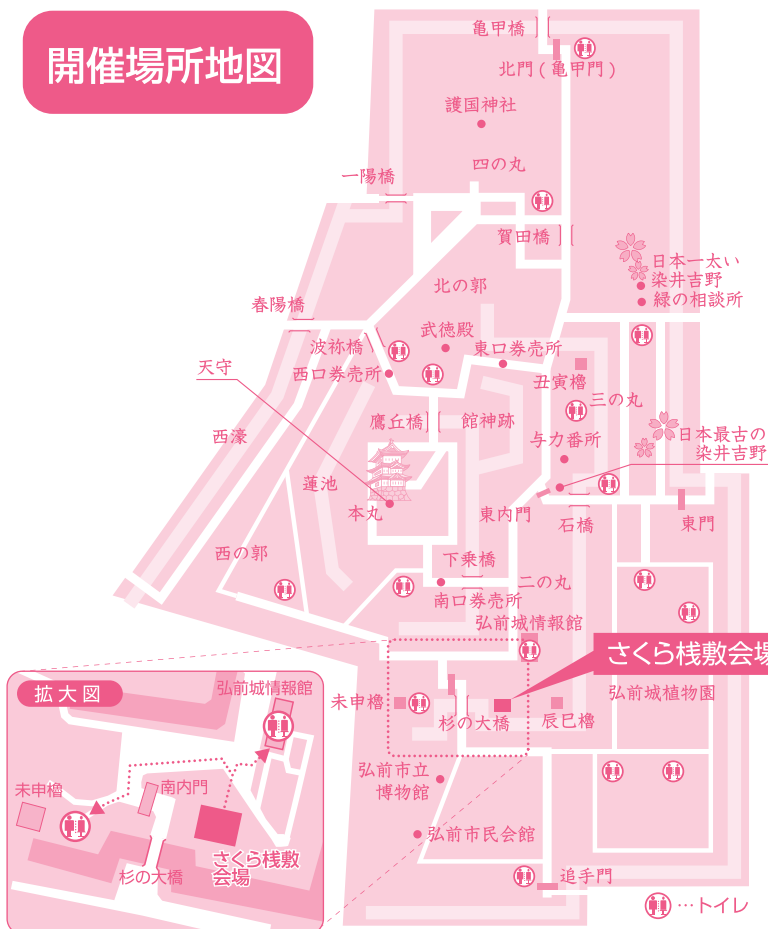 開催場所地図
亀甲橋
北門(亀甲門)
護国神社
四の丸
一陽橋
賀田橋
日本一太い
染井吉野
緑の相談所
北の郭
春陽橋
武徳殿
波祢橋
東口券売所
天守
西口券売所
丑寅櫓
三の丸
鷹丘橋
館神跡
日本最古の
染井吉野
西濠
与力番所
蓮池
本丸
東内門
石橋
東門
西の郭
下乗橋
二の丸
南口券売所
弘前城情報館
さくら桟敷会場
弘前城植物園
未申櫓
杉の大橋
辰巳櫓
弘前市立
博物館
弘前市民会館
追手門
…トイレ
拡大図
弘前城情報館
未申櫓
南内門
さくら桟敷
会場
杉の大橋